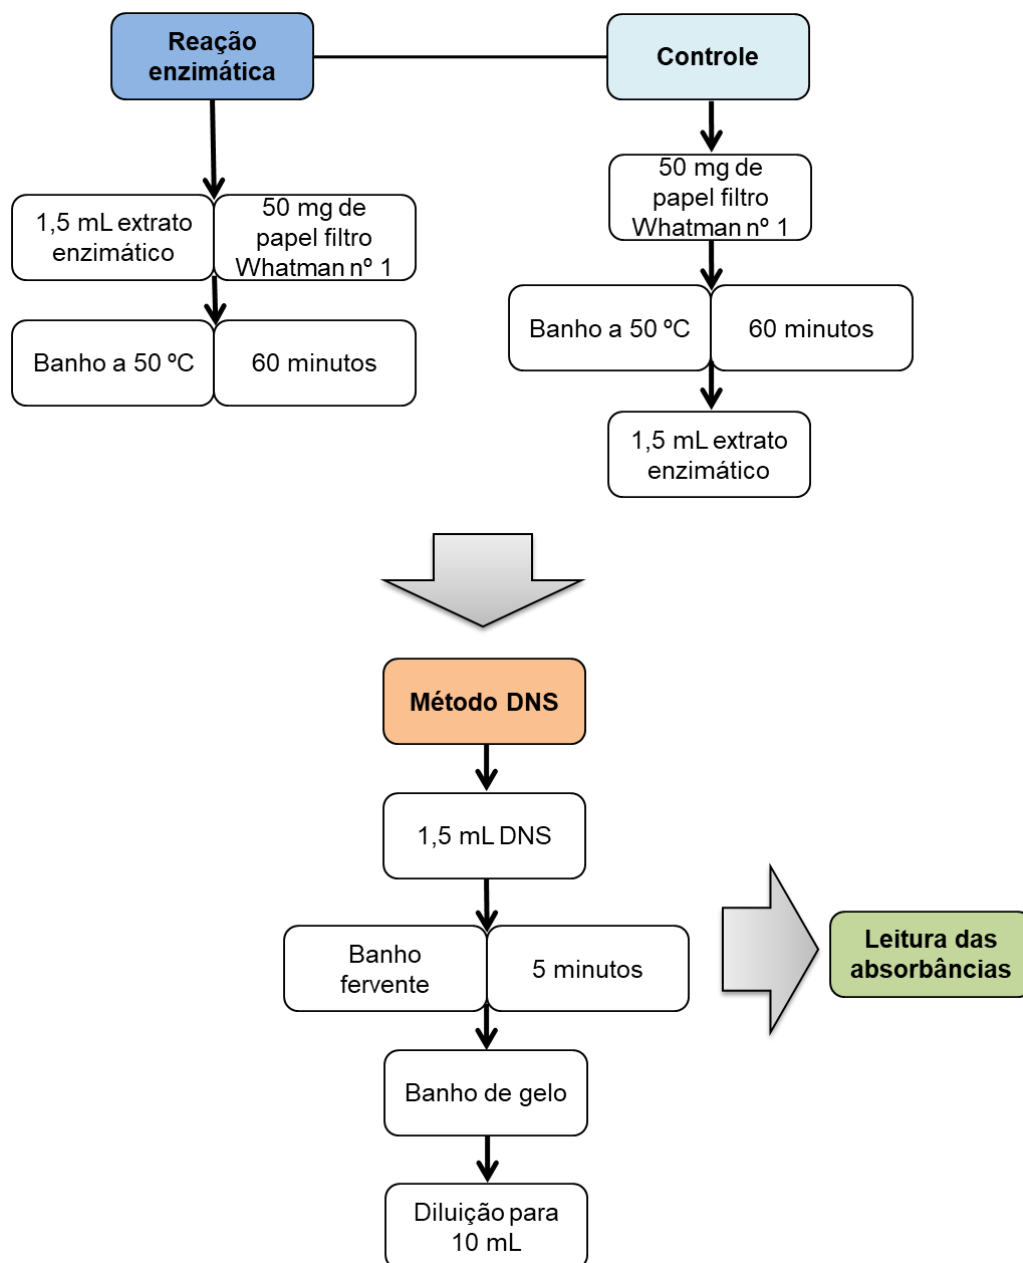 Reação
enzimática
Controle
1,5 mL extrato
enzimático
50 mg de
papel filtro
Whatman nº 1
Banho a 50 ºC
60 minutos
50 mg de
papel filtro
Whatman nº 1
Banho a 50 ºC
60 minutos
1,5 mL extrato
enzimático
Método DNS
1,5 mL DNS
Banho
fervente
5 minutos
Banho de gelo
Diluição para
10 mL
Leitura das
absorbâncias